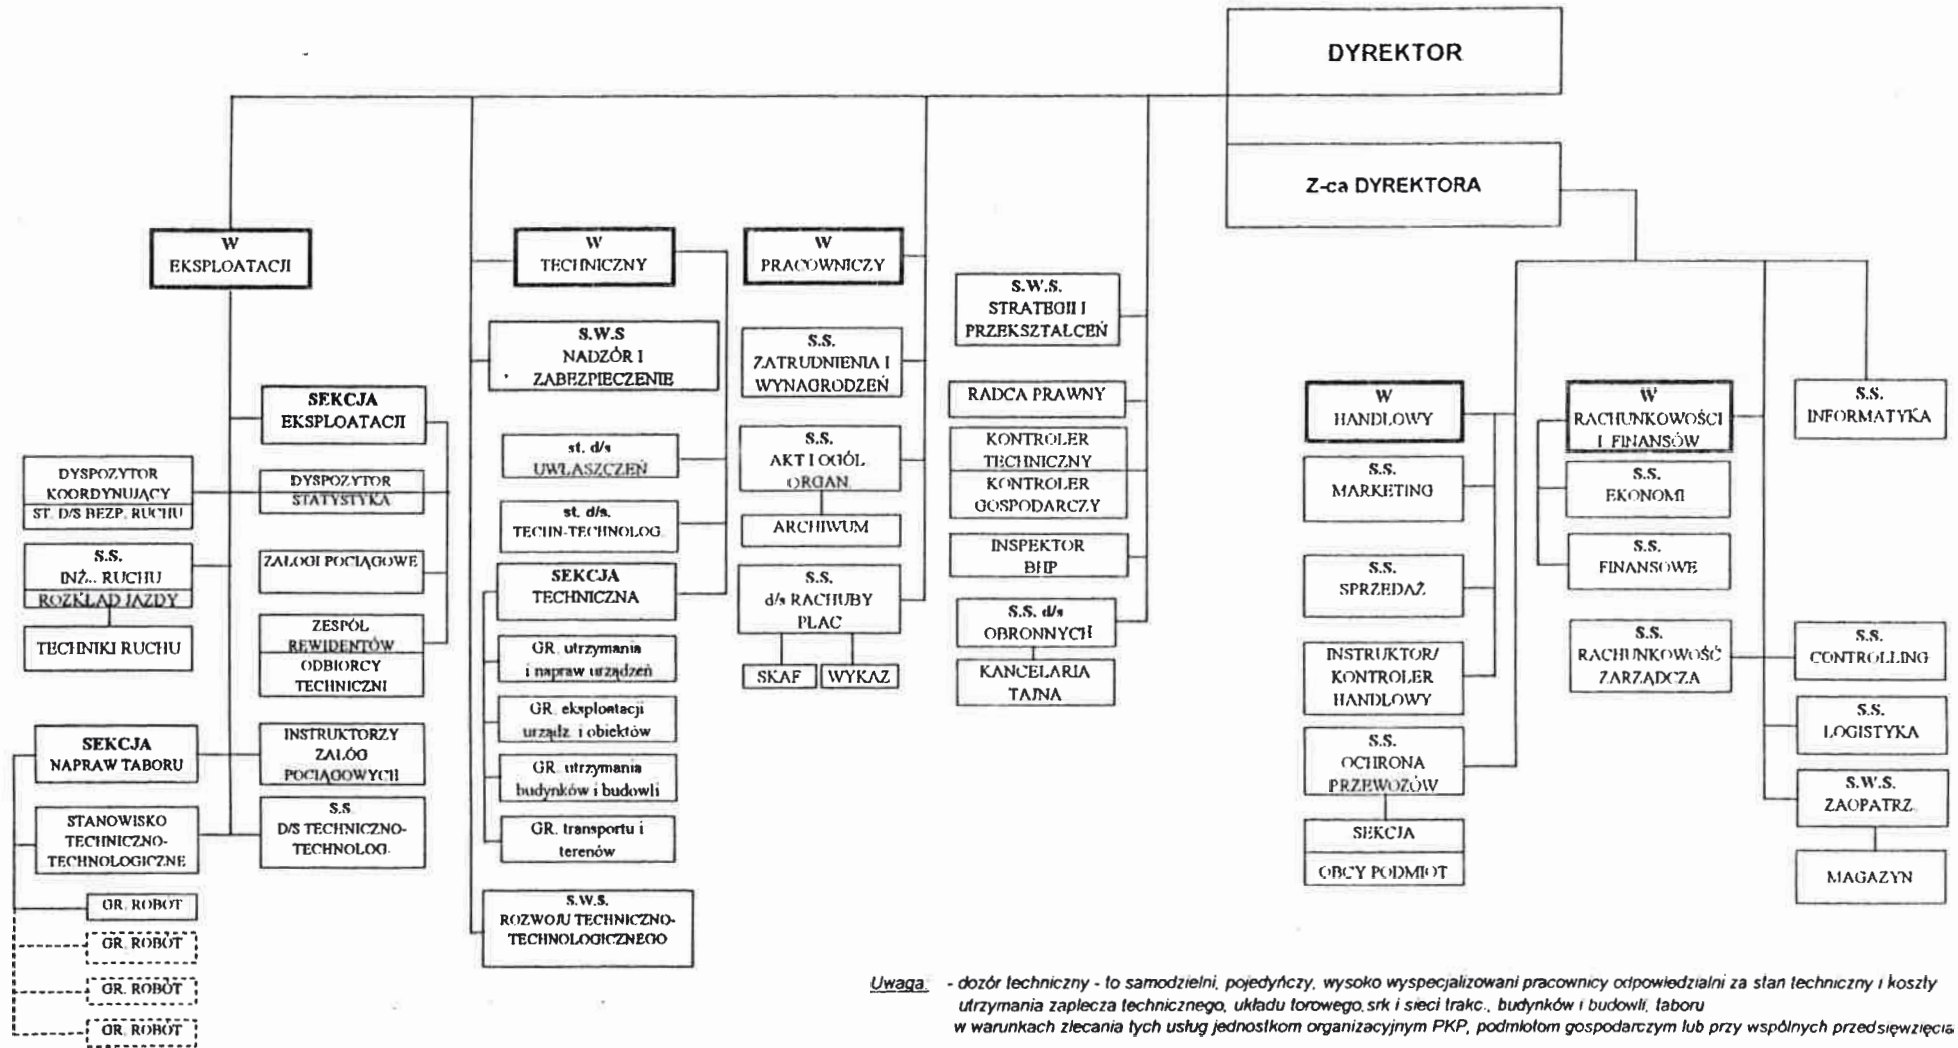 DYREKTOR
Z-ca DYREKTORA
W
EKSPLOATACJI
SEKCJA
EKSPLOATACJI
DYSPOZYTOR
KOORDYNUJĄCY
ST. D/S BEZP. RUCHU
DYSPOZYTOR
STATYSTYKA
S.S.
INŻ.. RUCHU
ROZKŁAD JAZDY
TECHNIKI RUCHU
ZAŁOGI POCIĄGOWE
ZESPÓŁ
REWIDENTÓW
ODBIORCY
TECHNICZNI
SEKCJA
NAPRAW TABORU
INSTRUKTORZY
ZAŁÓG
POCIĄGOWYCH
STANOWISKO
TECHNICZNO-
TECHNOLOGICZNE
S.S.
D/S TECHNICZNO-
TECHNOLOG.
GR. ROBÓT
GR. ROBÓT
GR. ROBÓT
GR. ROBÓT
W
TECHNICZNY
S.W.S
NADZÓR I
ZABEZPIECZENIE
st. d/s
UWŁASZCZEŃ
st. d/s.
TECHN-TECHNOLOG.
SEKCJA
TECHNICZNA
GR. utrzymania
i napraw urządzeń
GR. eksploatacji
urządz. i obiektów
GR. utrzymania
budynków i budowli
GR. transportu i
terenów
S.W.S.
ROZWOJU TECHNICZNO-
TECHNOLOGICZNEGO
W
PRACOWNICZY
S.S.
ZATRUDNIENIA I
WYNAGRODZEŃ
S.S.
AKT I OGÓL
ORGAN.
ARCHIWUM
S.S.
d/s RACHUBY
PŁAC
SKAF
WYKAZ
S.W.S.
STRATEGII I
PRZEKSZTAŁCEŃ
RADCA PRAWNY
KONTROLER
TECHNICZNY
KONTROLER
GOSPODARCZY
INSPEKTOR
BHP
S.S. d/s
OBRONNYCH
KANCELARIA
TAJNA
W
HANDLOWY
S.S.
MARKETING
S.S.
SPRZEDAŻ
INSTRUKTOR/
KONTROLER
HANDLOWY
S.S.
OCHRONA
PRZEWOZÓW
SEKCJA
OBCY PODMIOT
W
RACHUNKOWOŚCI
I FINANSÓW
S.S.
EKONOMI
S.S.
FINANSOWE
S.S.
RACHUNKOWOŚĆ
ZARZĄDCZA
S.S.
INFORMATYKA
S.S.
CONTROLLING
S.S.
LOGISTYKA
S.W.S.
ZAOPATRZ.
MAGAZYN
Uwaga: - dozór techniczny - to samodzielni, pojedyńczy, wysoko wyspecjalizowani pracownicy odpowiedzialni za stan techniczny i koszty
utrzymania zaplecza technicznego, układu torowego, srk i sieci trakc., budynków i budowli, taboru
w warunkach zlecania tych usług jednostkom organizacyjnym PKP, podmiotom gospodarczym lub przy wspólnych przedsięwzięcia